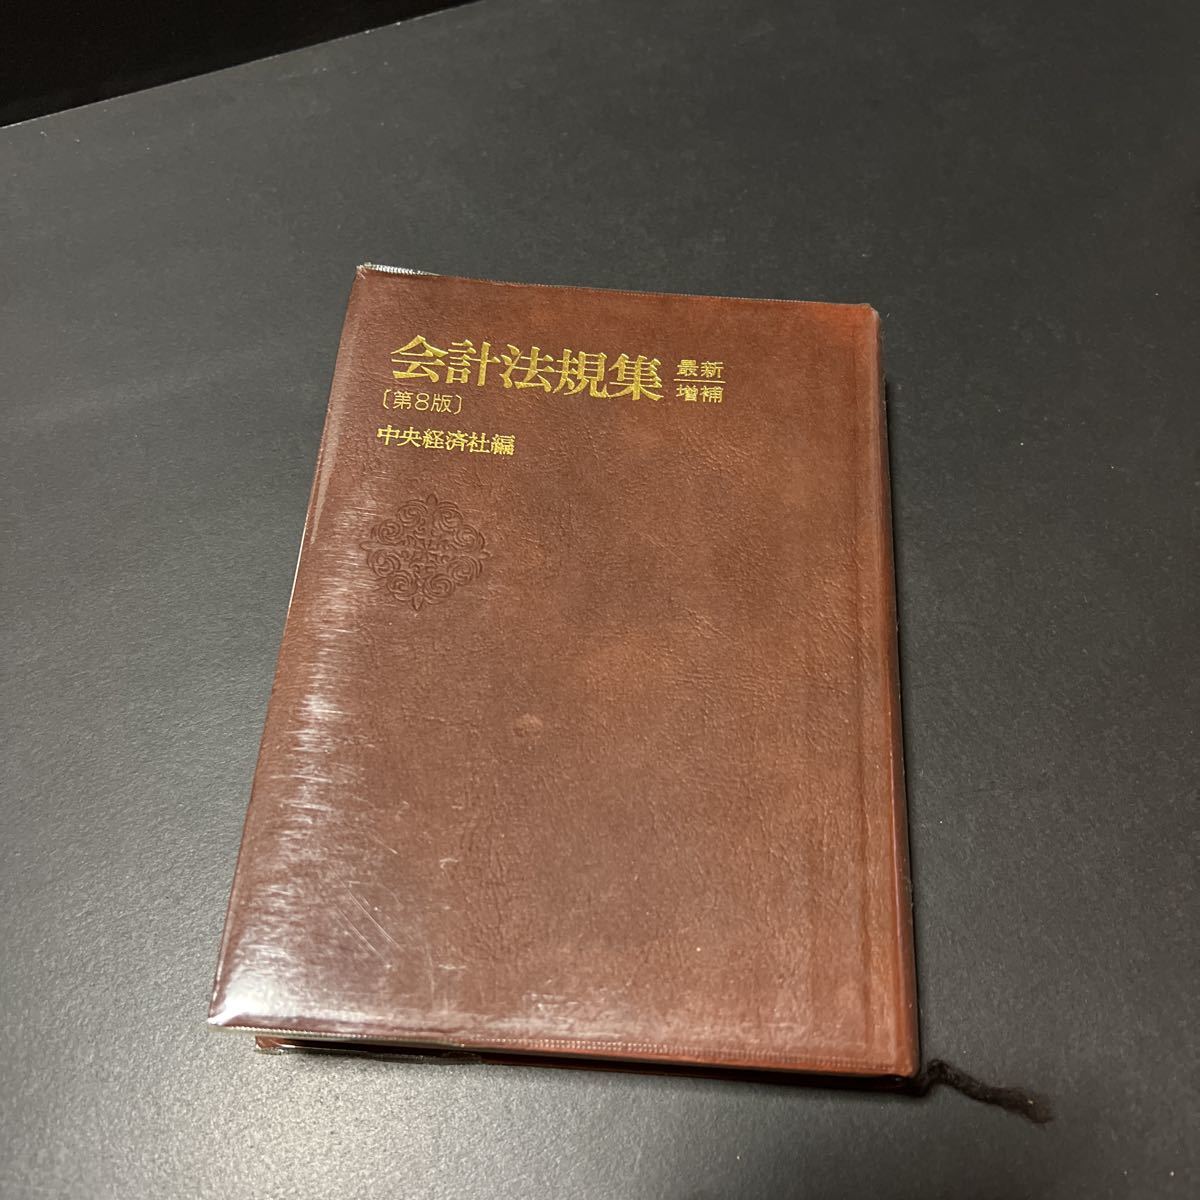 会計法規集 最新増補
〔第8版〕
中央経済社編